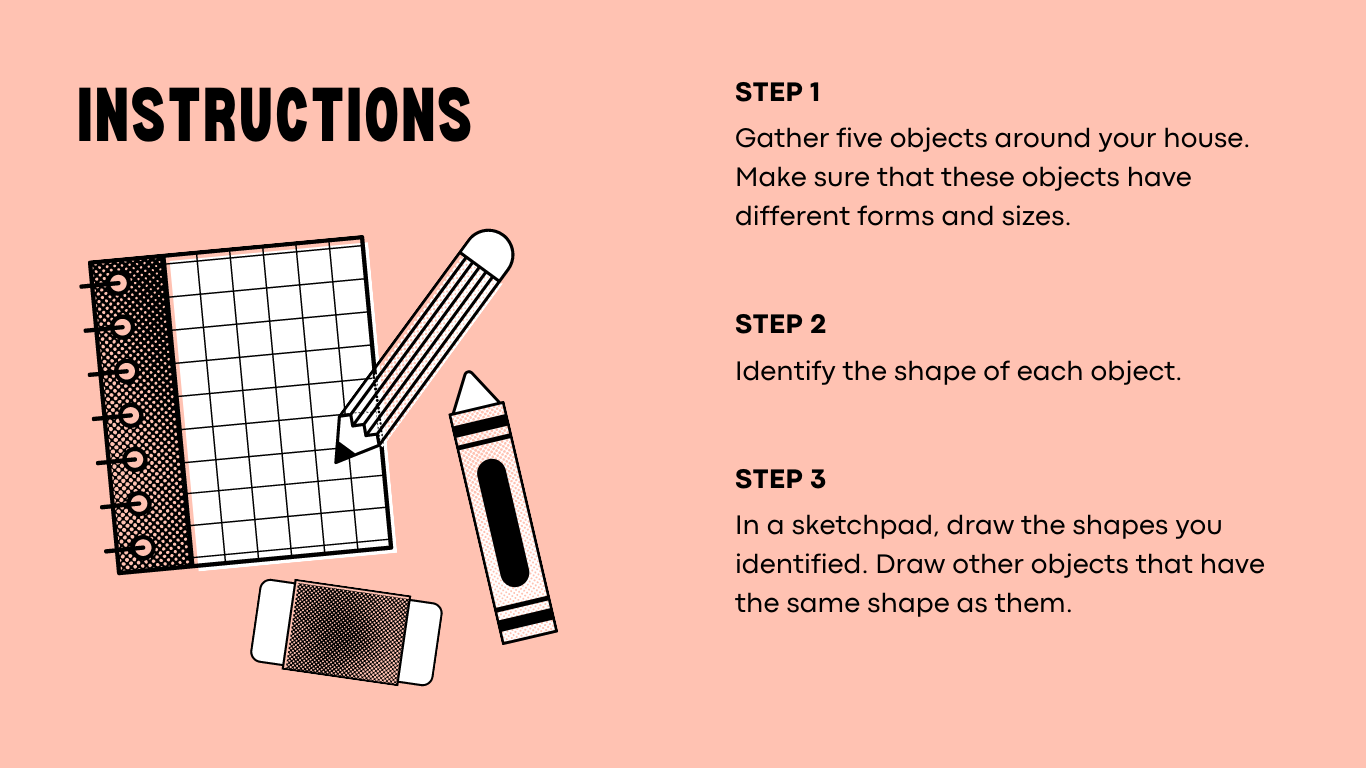 INSTRUCTIONS
STEP 1
Gather five objects around your house.
Make sure that these objects have
different forms and sizes.
STEP 2
Identify the shape of each object.
STEP 3
In a sketchpad, draw the shapes you
identified. Draw other objects that have
the same shape as them.